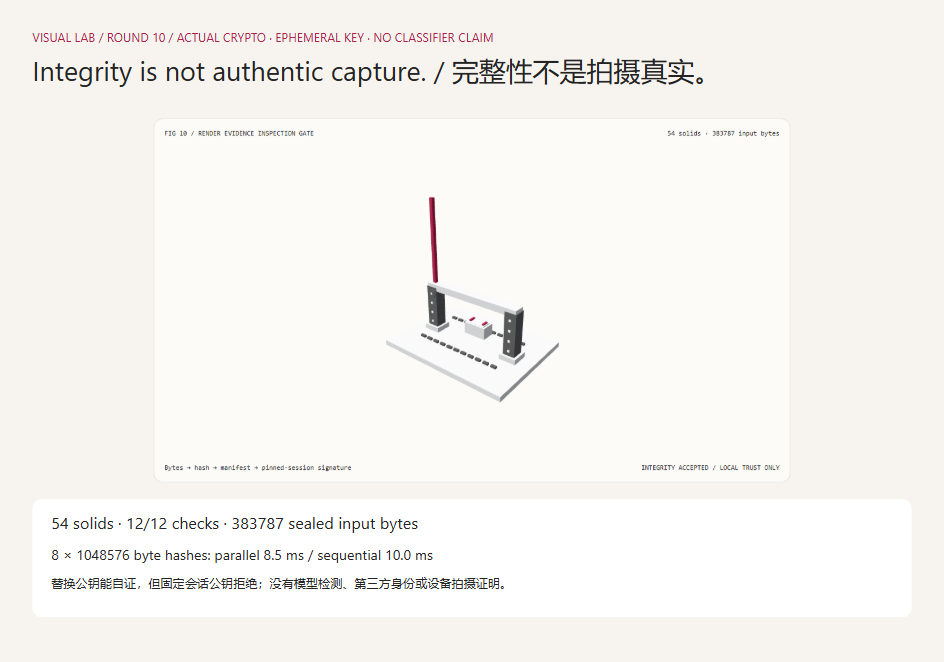 VISUAL LAB / ROUND 10 / ACTUAL CRYPTO · EPHEMERAL KEY · NO CLASSIFIER CLAIM
Integrity is not authentic capture. / 完整性不是拍摄真实。
FIG 10 / RENDER EVIDENCE INSPECTION GATE
54 solids · 383787 input bytes
Bytes → hash → manifest → pinned-session signature
INTEGRITY ACCEPTED / LOCAL TRUST ONLY
54 solids · 12/12 checks · 383787 sealed input bytes
8 × 1048576 byte hashes: parallel 8.5 ms / sequential 10.0 ms
替换公钥能自证，但固定会话公钥拒绝；没有模型检测、第三方身份或设备拍摄证明。